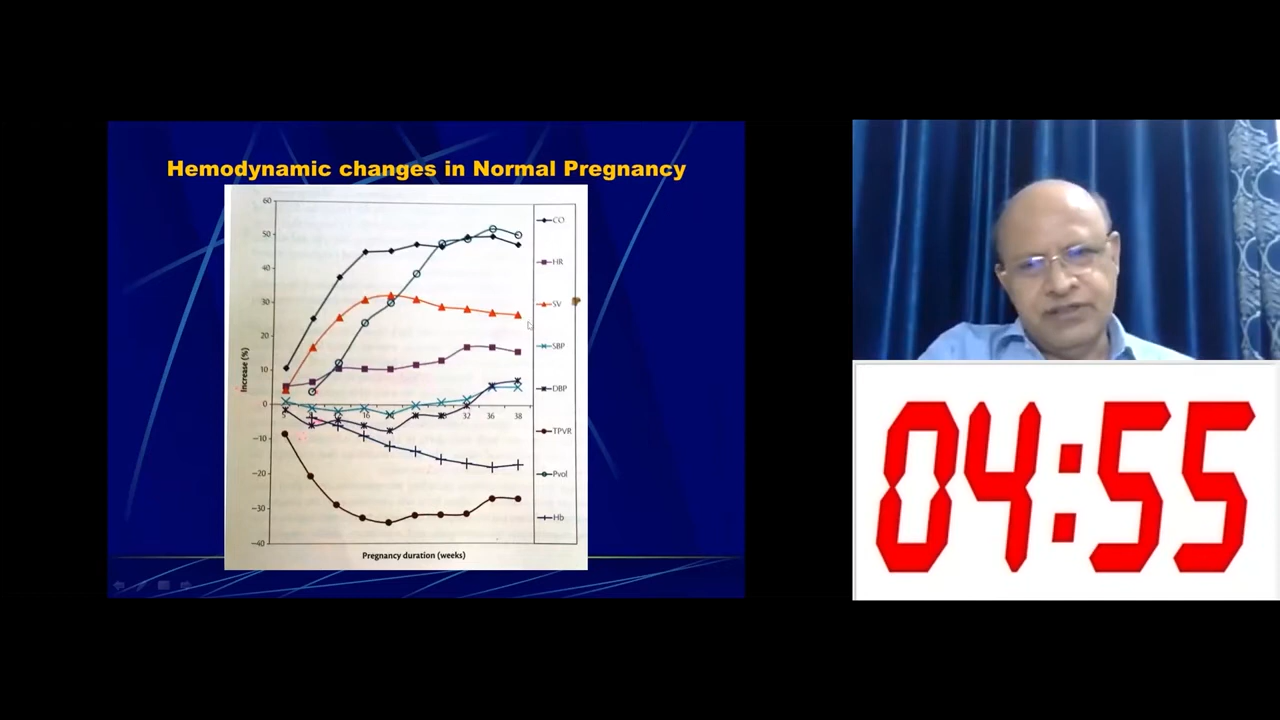 Hemodynamic changes in Normal Pregnancy
60
50
40
30
20
10
0
-10
-20
-30
-40
Increase (%)
5
16
32
36
38
Pregnancy duration (weeks)
CO
HR
SV
SBP
DBP
TPVR
Pvol
Hb
04:55